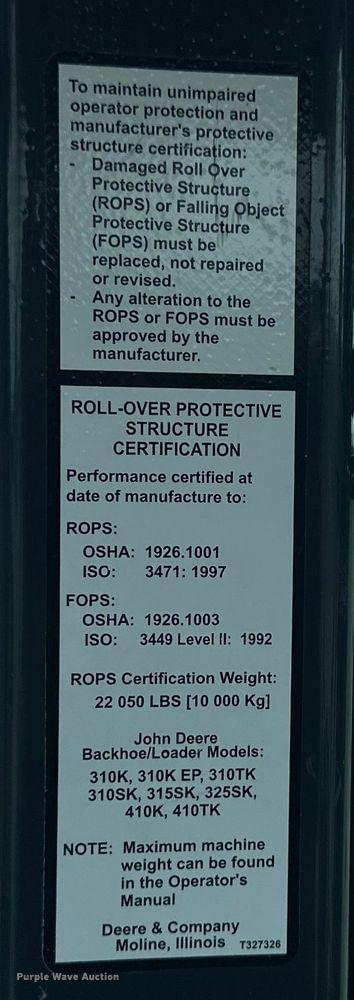 To maintain unimpaired
operator protection and
manufacturer's protective
structure certification:
- Damaged Roll Over
Protective Structure
(ROPS) or Falling Object
Protective Structure
(FOPS) must be
replaced, not repaired
or revised.
- Any alteration to the
ROPS or FOPS must be
approved by the
manufacturer.
ROLL-OVER PROTECTIVE
STRUCTURE
CERTIFICATION
Performance certified at
date of manufacture to:
ROPS:
OSHA: 1926.1001
ISO: 3471: 1997
FOPS:
OSHA: 1926.1003
ISO: 3449 Level II: 1992
ROPS Certification Weight:
22 050 LBS [10 000 Kg]
John Deere
Backhoe/Loader Models:
310K, 310K EP, 310TK
310SK, 315SK, 325SK,
410K, 410TK
NOTE: Maximum machine
weight can be found
in the Operator's
Manual
Deere & Company
Moline, Illinois T327326
Purple Wave Auction